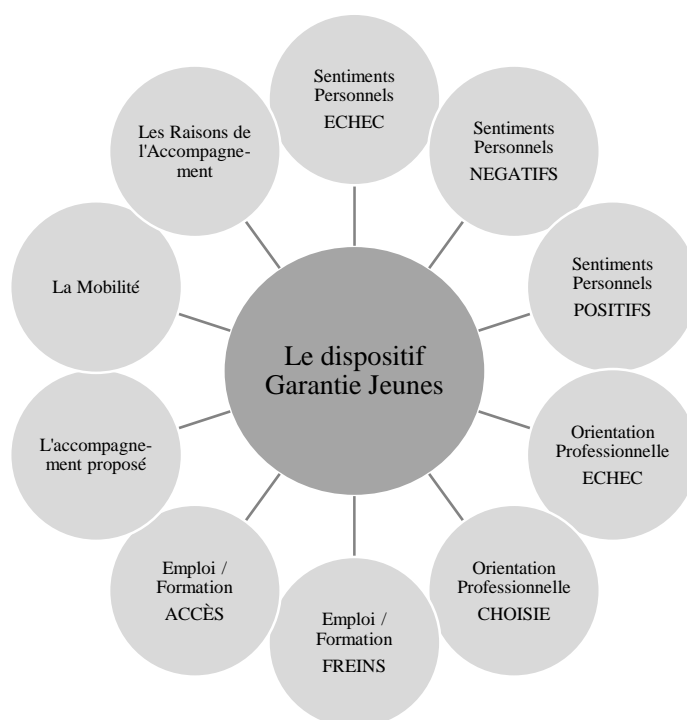 Sentiments
Personnels
ECHEC
Sentiments
Personnels
NEGATIFS
Sentiments
Personnels
POSITIFS
Orientation
Professionnelle
ECHEC
Orientation
Professionnelle
CHOISIE
Emploi /
Formation
FREINS
Emploi /
Formation
ACCÈS
L'accompagne-
ment proposé
La Mobilité
Les Raisons de
l'Accompagne-
ment
Le dispositif
Garantie Jeunes